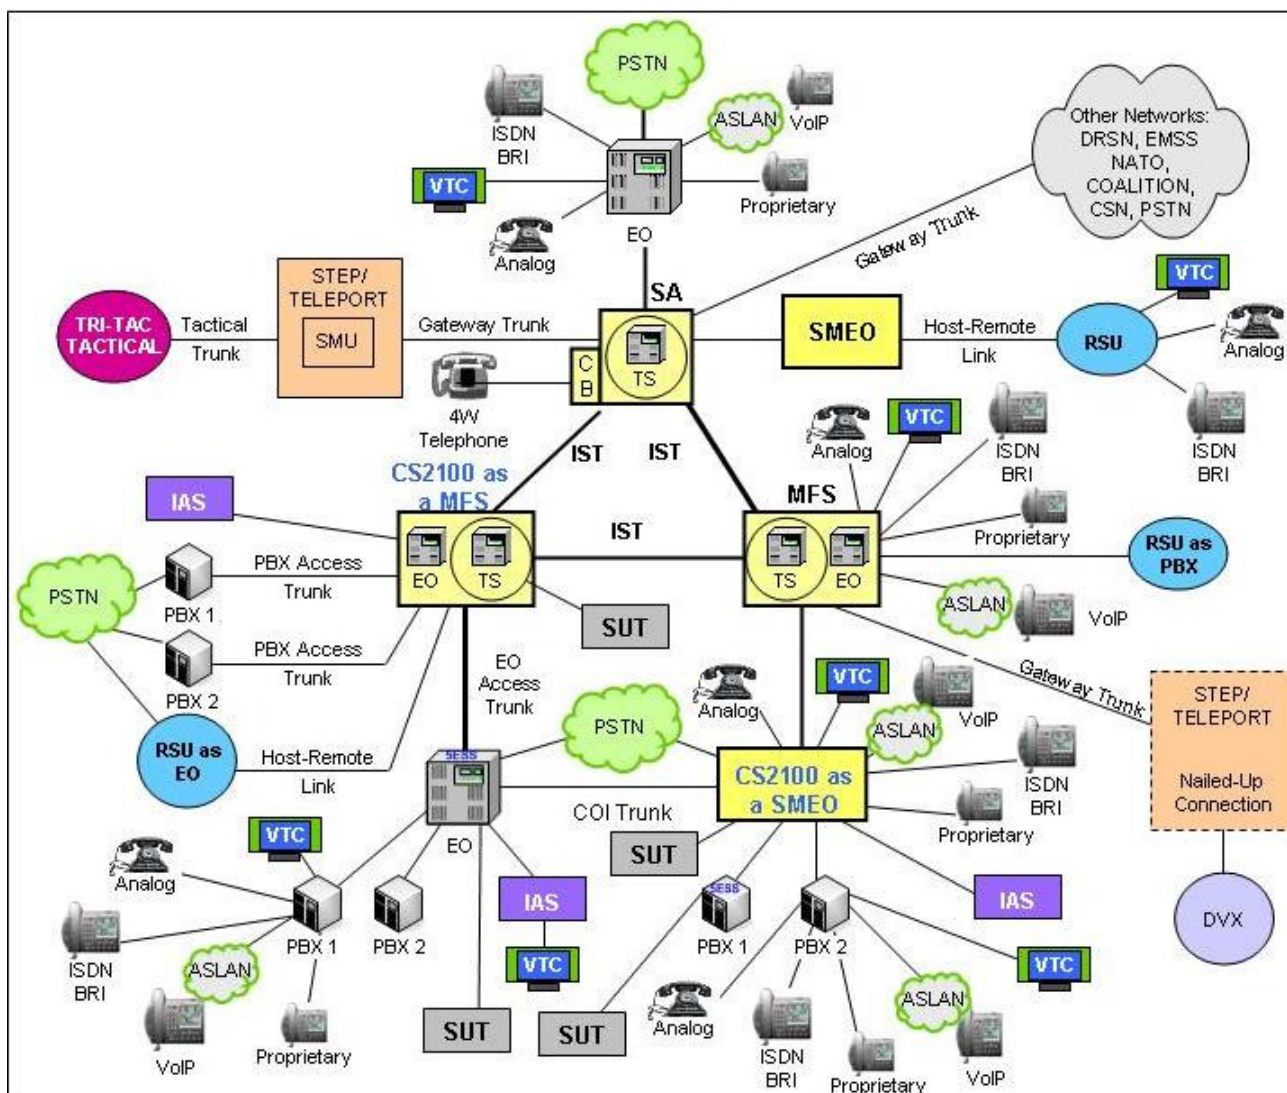 PSTN
ISDN
BRI
ASLAN
VoIP
VTC
Proprietary
Analog
EO
Other Networks:
DRSN, EMSS
NATO,
COALITION,
CSN, PSTN
Gateway Trunk
SA
TS
C
B
TRI-TAC
TACTICAL
Tactical
Trunk
STEP/
TELEPORT
SMU
Gateway Trunk
4W
Telephone
SMEO
Host-Remote
Link
RSU
VTC
Analog
ISDN
BRI
IST
IST
IST
CS2100 as
a MFS
EO
TS
IAS
PBX Access
Trunk
PBX 1
PSTN
PBX Access
Trunk
PBX 2
RSU as
EO
Host-Remote
Link
SUT
EO
Access
Trunk
MFS
TS
EO
Analog
VTC
ISDN
BRI
Proprietary
RSU as
PBX
ASLAN
VoIP
Gateway Trunk
STEP/
TELEPORT
Nailed-Up
Connection
DVX
PSTN
Analog
VTC
ASLAN
VoIP
ISDN
BRI
Proprietary
CS2100 as
a SMEO
COI Trunk
SUT
5ESS
EO
VTC
Analog
ISDN
BRI
ASLAN
VoIP
Proprietary
PBX 1
PBX 2
IAS
VTC
SUT
5ESS
PBX 1
SUT
PBX 2
Analog
ISDN
BRI
Proprietary
ASLAN
VoIP
VTC
IAS